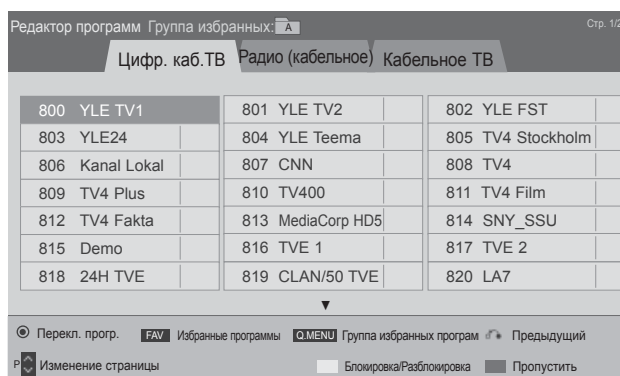 Редактор программ Группа избранных: A Стр. 1/2
Цифр. каб.ТВ Радио (кабельное) Кабельное ТВ
800 YLE TV1 801 YLE TV2 802 YLE FST
803 YLE24 804 YLE Teema 805 TV4 Stockholm
806 Kanal Lokal 807 CNN 808 TV4
809 TV4 Plus 810 TV400 811 TV4 Film
812 TV4 Fakta 813 MediaCorp HD5 814 SNY_SSU
815 Demo 816 TVE 1 817 TVE 2
818 24H TVE 819 CLAN/50 TVE 820 LA7
▼
Перекл. прогр. FAV Избранные программы Q.MENU Группа избранных програм Предыдущий
P Изменение страницы Блокировка/Разблокировка Пропустить